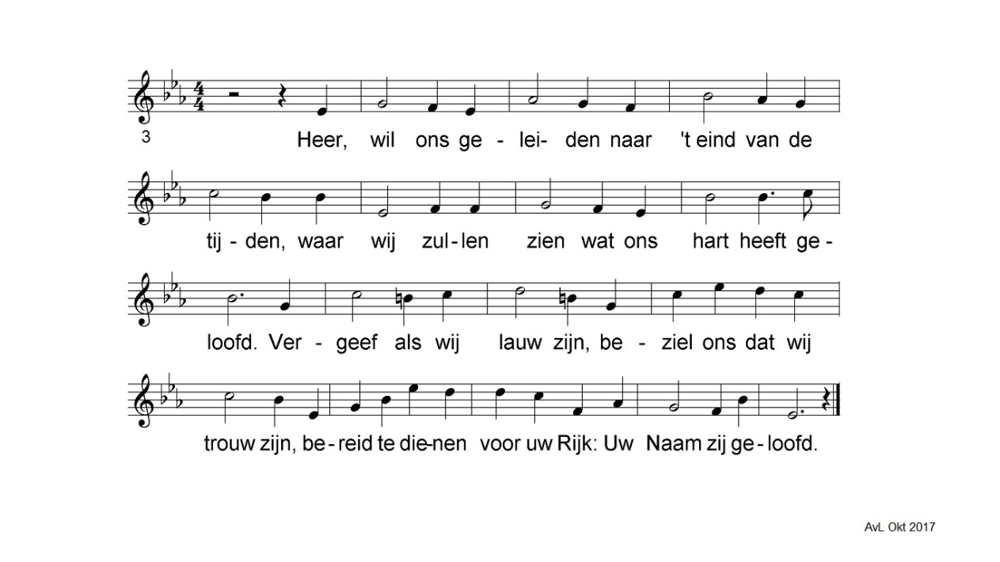 4
4
3
Heer, wil ons ge - lei- den naar 't eind van de
tij - den, waar wij zul-len zien wat ons hart heeft ge -
loofd. Ver - geef als wij lauw zijn, be - ziel ons dat wij
trouw zijn, be-reid te die-nen voor uw Rijk: Uw Naam zij ge-loofd.
AvL Okt 2017